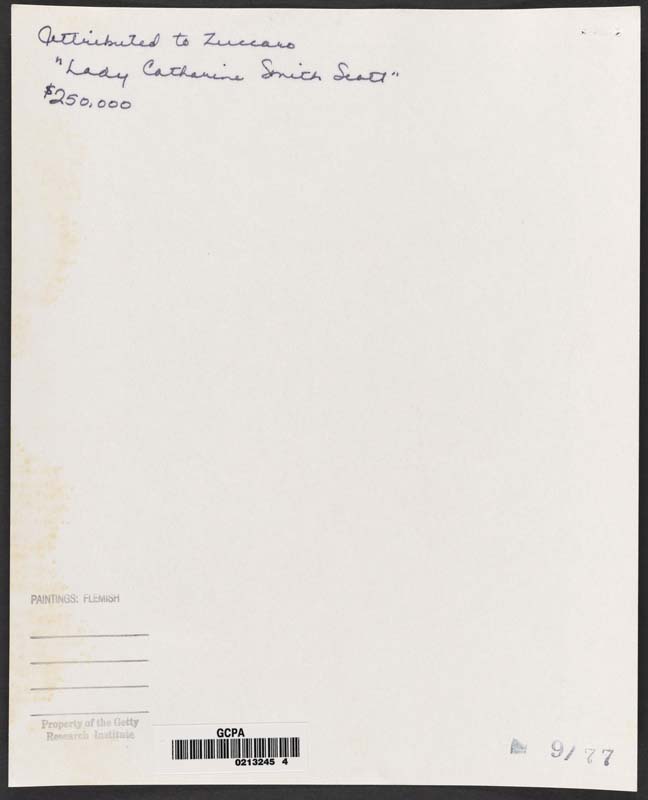 Attributed to Zuccaro
"Lady Catharine Smith Scott"
$250,000
PAINTINGS: FLEMISH
Property of the Getty
Research Institute
GCPA
0213245 4
9/77